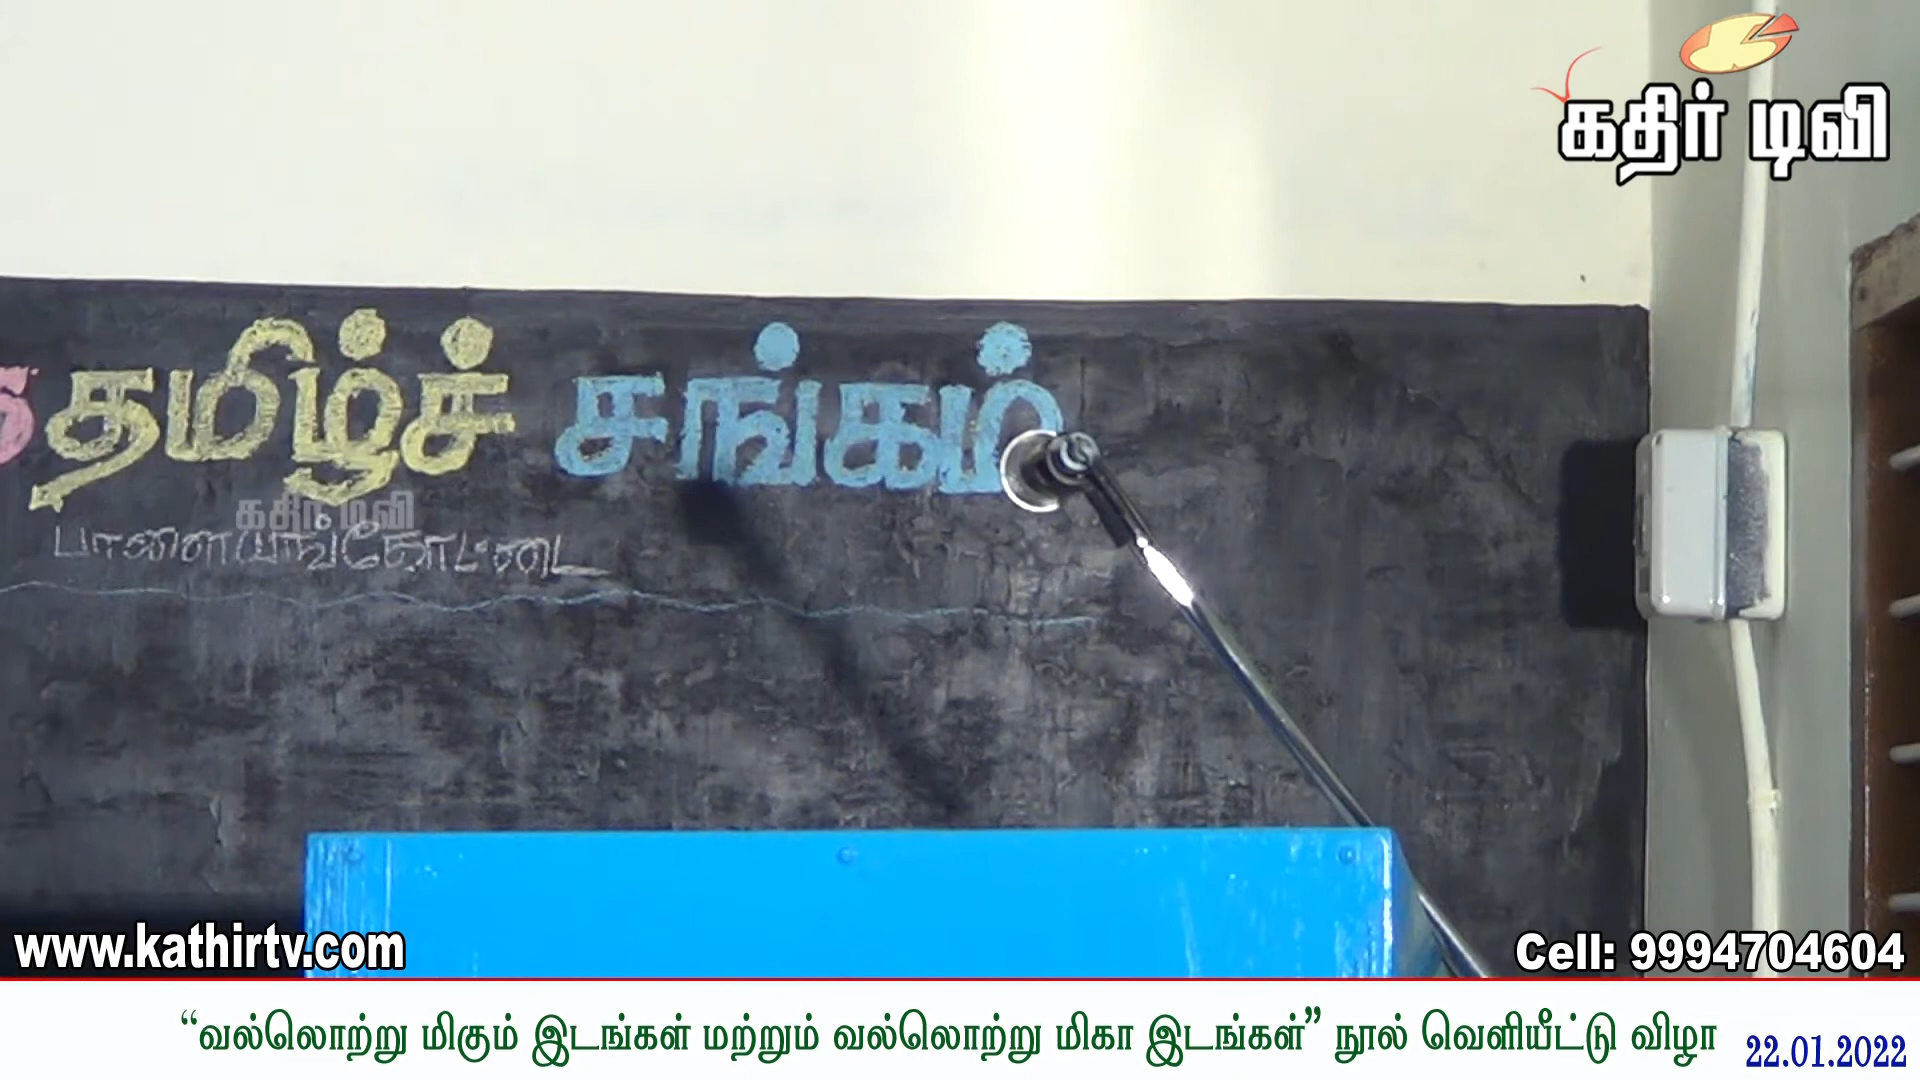 கதிர் டிவி
தமிழ்ச் சங்கம்
கதிர் டிவி
பாளையங்கோட்டை
www.kathirtv.com
Cell: 9994704604
“வல்லொற்று மிகும் இடங்கள் மற்றும் வல்லொற்று மிகா இடங்கள்” நூல் வெளியீட்டு விழா
22.01.2022